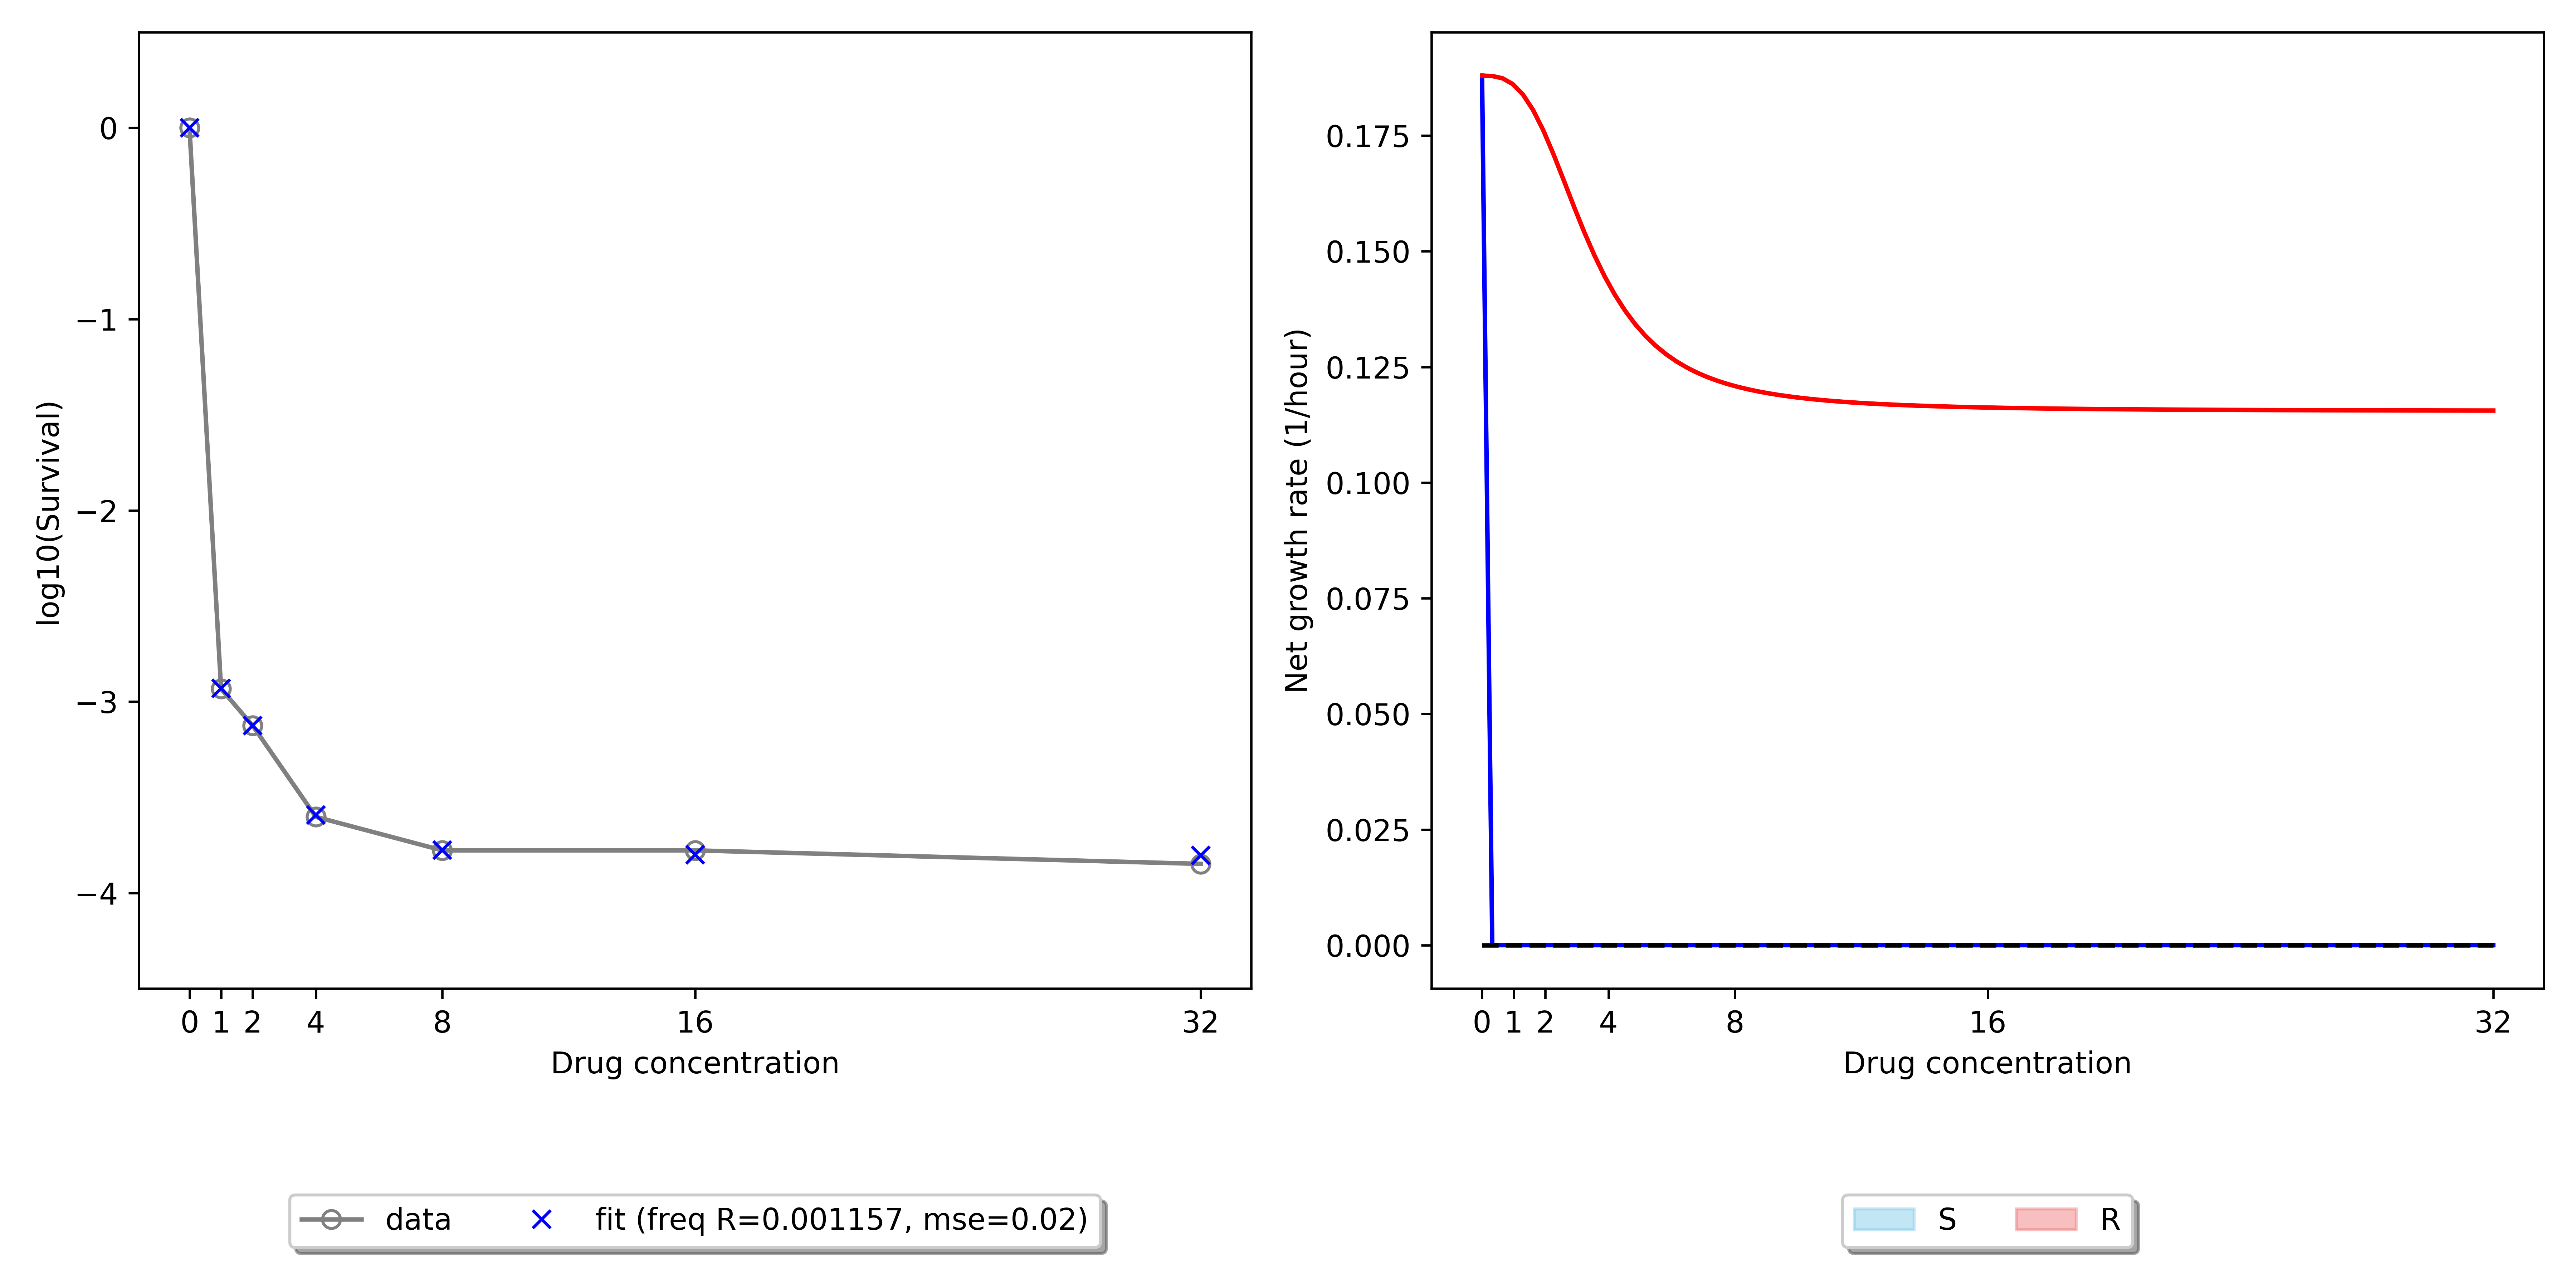 log10(Survival)
0
−1
−2
−3
−4
0 1 2 4 8 16 32
Drug concentration
data
fit (freq R=0.001157, mse=0.02)
Net growth rate (1/hour)
0.175
0.150
0.125
0.100
0.075
0.050
0.025
0.000
0 1 2 4 8 16 32
Drug concentration
S
R